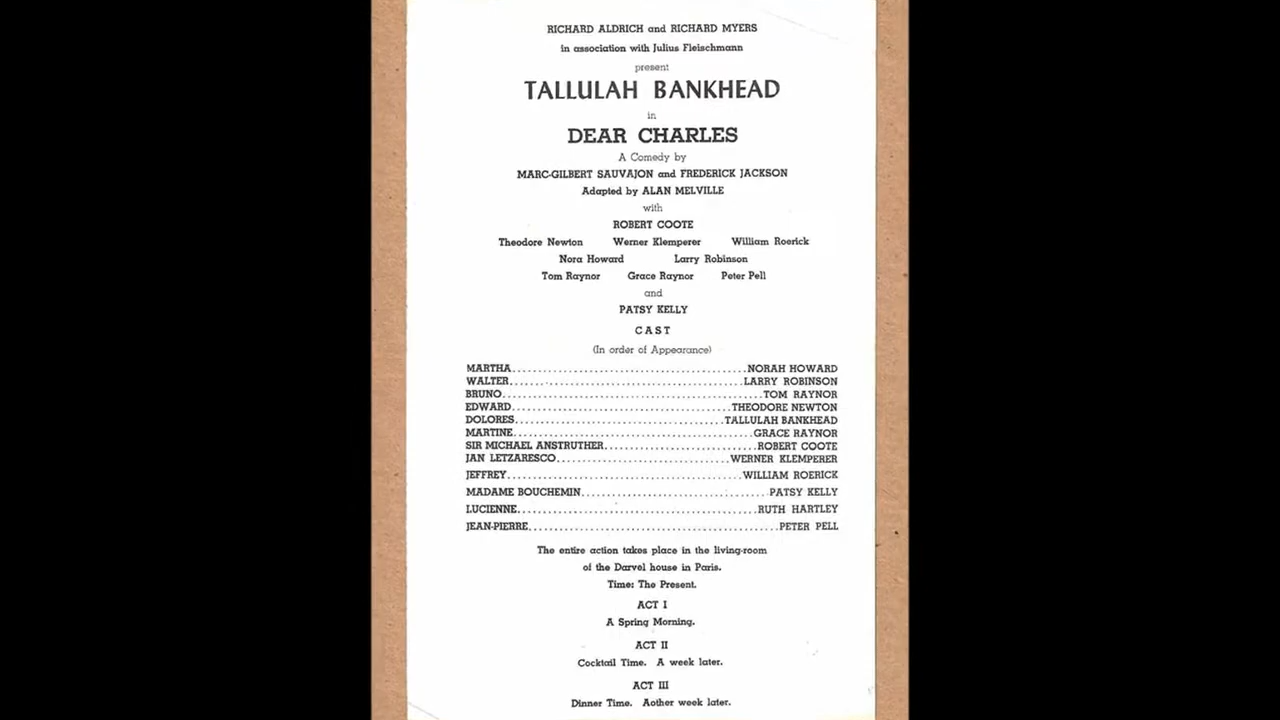 RICHARD ALDRICH and RICHARD MYERS
in association with Julius Fleischmann
present
TALLULAH BANKHEAD
in
DEAR CHARLES
A Comedy by
MARC-GILBERT SAUVAJON and FREDERICK JACKSON
Adapted by ALAN MELVILLE
with
ROBERT COOTE
Theodore Newton Werner Klemperer William Roerick
Nora Howard Larry Robinson
Tom Raynor Grace Raynor Peter Pell
and
PATSY KELLY
CAST
(In order of Appearance)
MARTHA NORAH HOWARD
WALTER LARRY ROBINSON
BRUNO TOM RAYNOR
EDWARD THEODORE NEWTON
DOLORES TALLULAH BANKHEAD
MARTINE GRACE RAYNOR
SIR MICHAEL ANSTRUTHER ROBERT COOTE
JAN LETZARESCO WERNER KLEMPERER
JEFFREY WILLIAM ROERICK
MADAME BOUCHEMIN PATSY KELLY
LUCIENNE RUTH HARTLEY
JEAN-PIERRE PETER PELL
The entire action takes place in the living-room
of the Darvel house in Paris.
Time: The Present.
ACT I
A Spring Morning.
ACT II
Cocktail Time. A week later.
ACT III
Dinner Time. Aother week later.